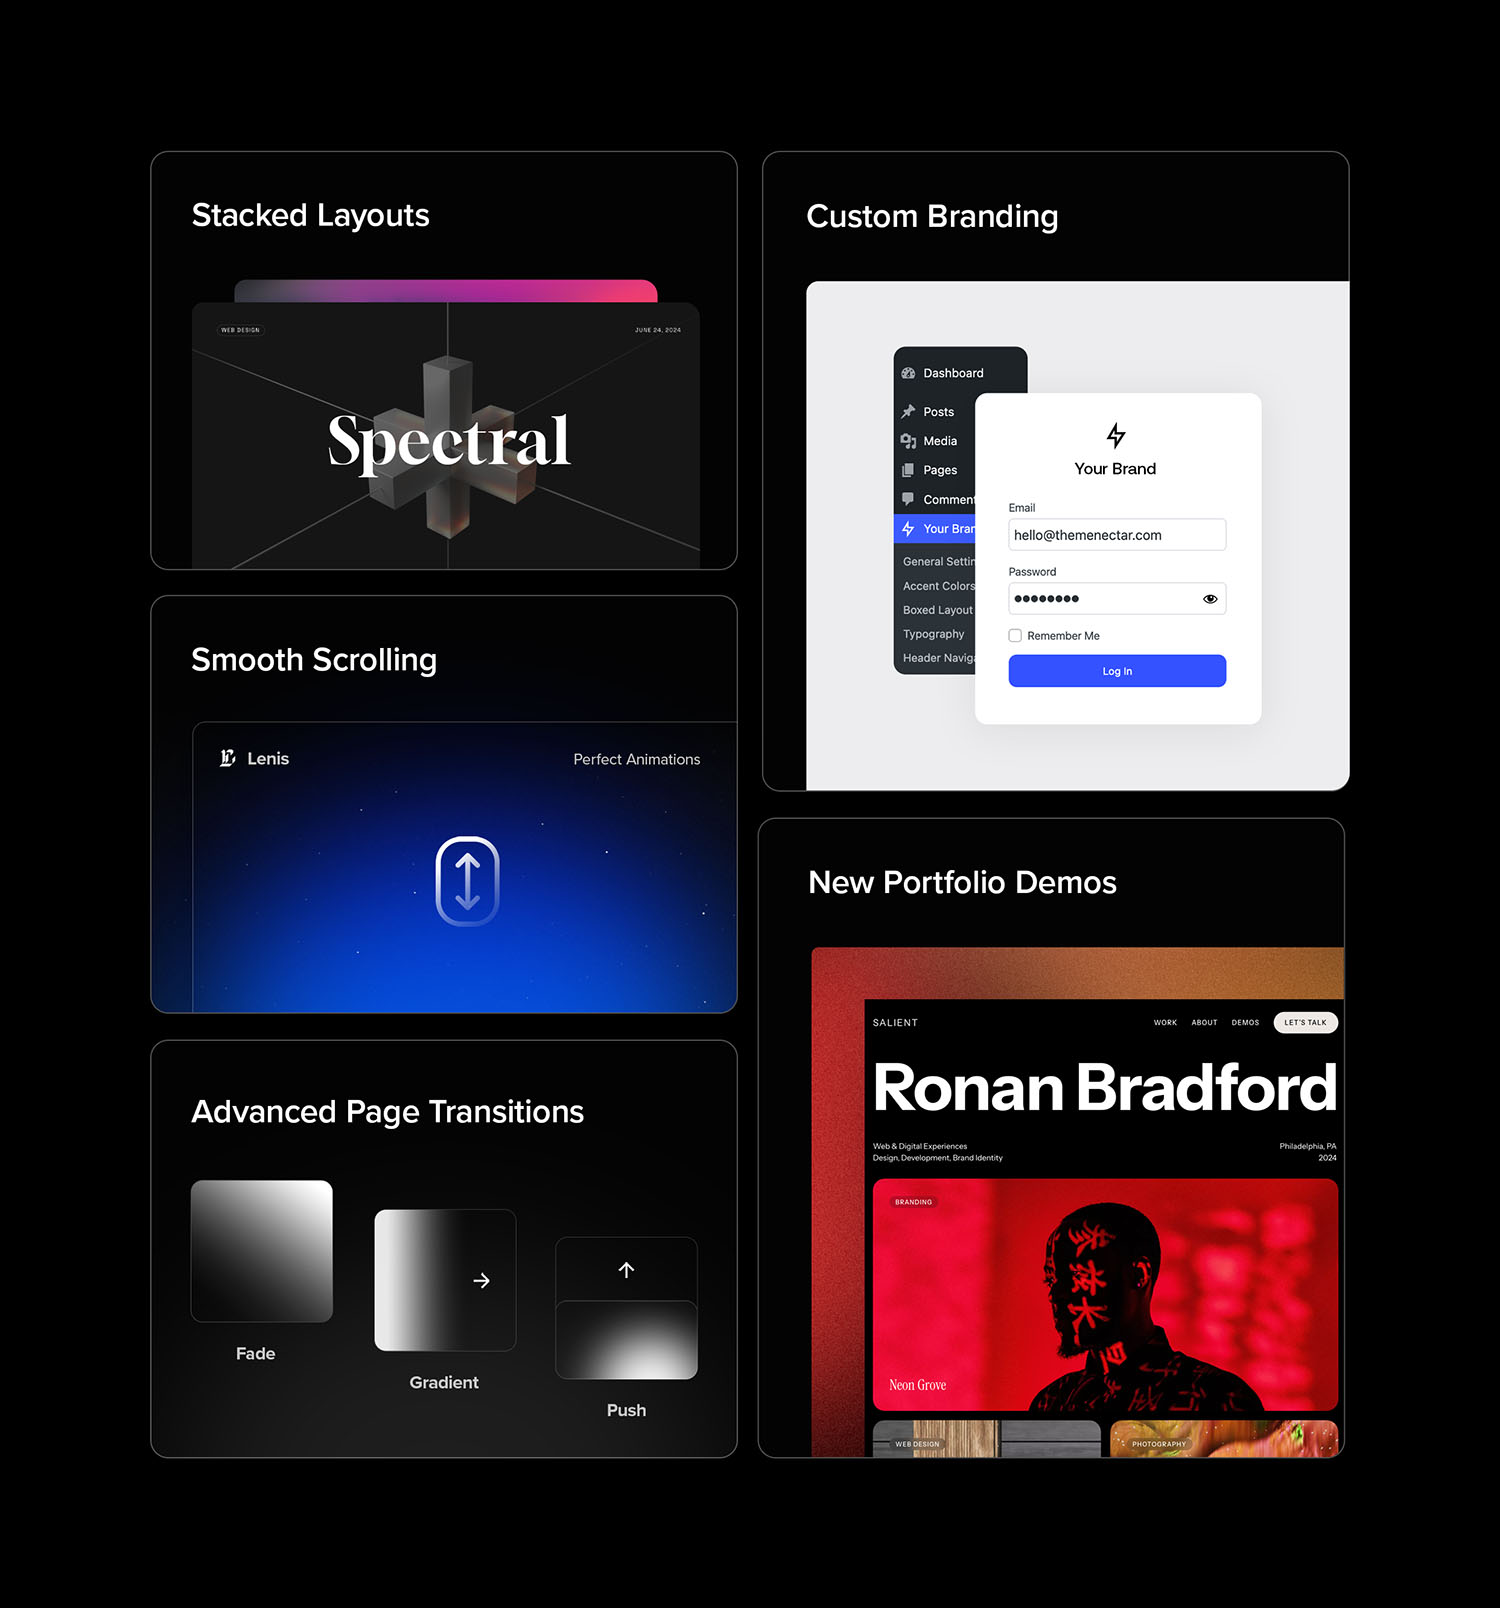 Stacked Layouts
WEB DESIGN
JUNE 24, 2024
Spectral
Smooth Scrolling
Lenis
Perfect Animations
Advanced Page Transitions
Fade
Gradient
Push
Custom Branding
Dashboard
Posts
Media
Pages
Commen
Your Bran
General Settin
Accent Colors
Boxed Layout
Typography
Header Naviga
Your Brand
Email
hello@themenectar.com
Password
Remember Me
Log In
New Portfolio Demos
SALIENT
WORK ABOUT DEMOS LET'S TALK
Ronan Bradford
Web & Digital Experiences
Design, Development, Brand Identity
Philadelphia, PA
2024
BRANDING
Neon Grove
WEB DESIGN
PHOTOGRAPHY